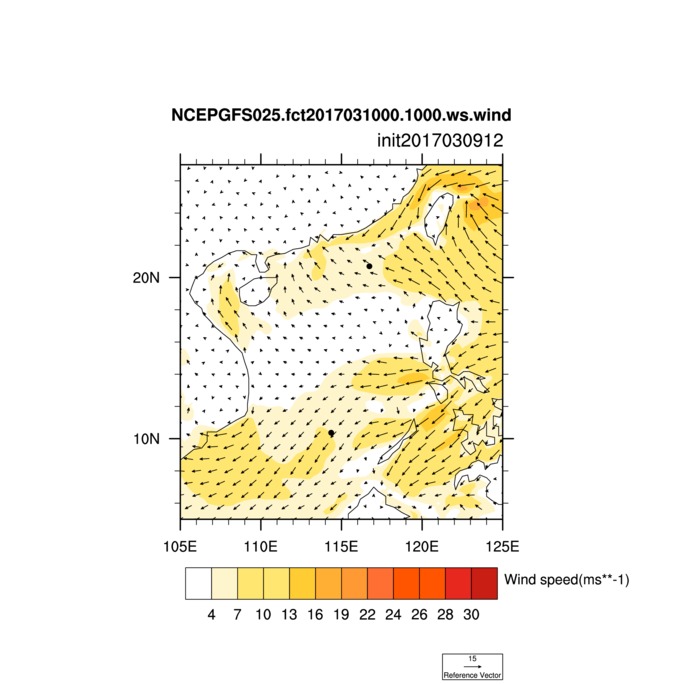 NCEPGFS025.fct2017031000.1000.ws.wind
init2017030912
20N
10N
105E 110E 115E 120E 125E
Wind speed(ms**-1)
4 7 10 13 16 19 22 24 26 28 30
15
Reference Vector